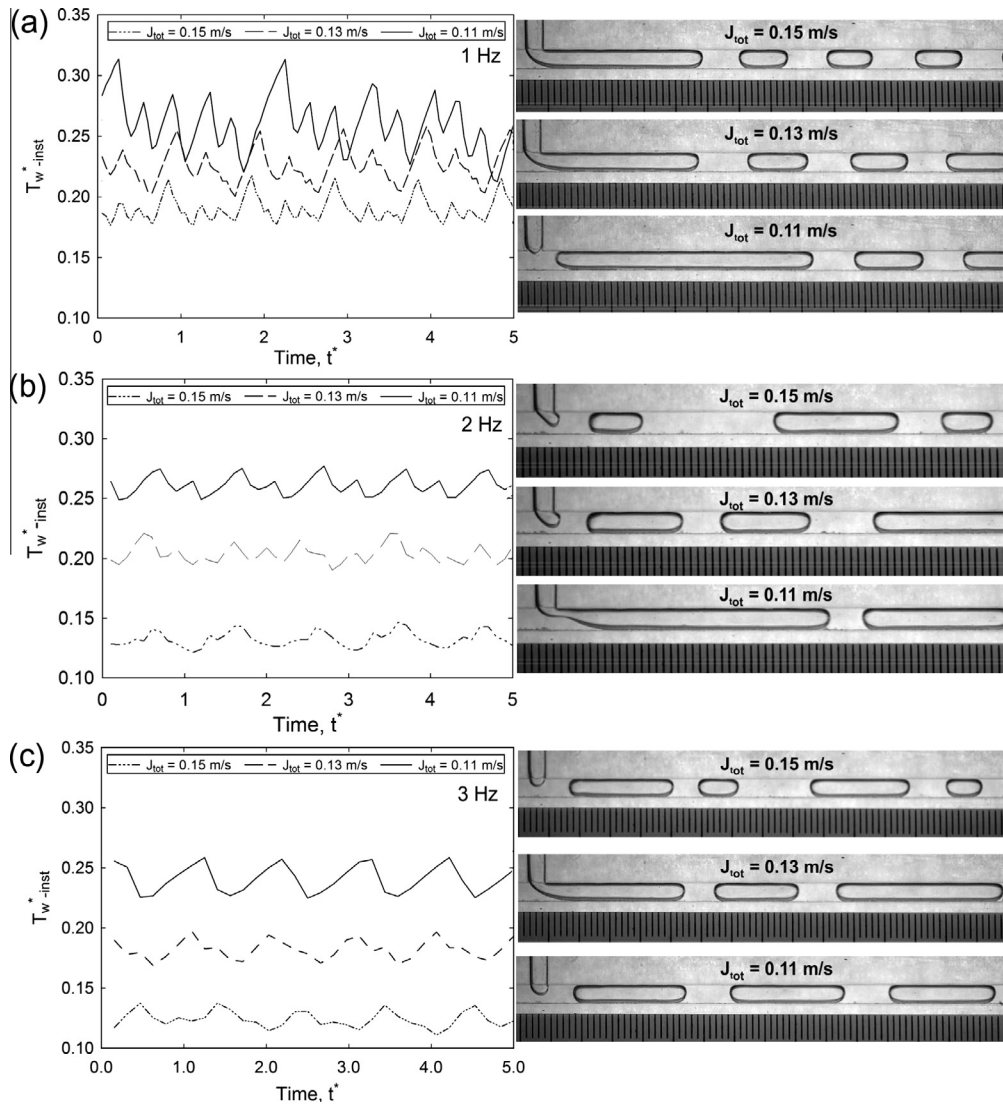 (a)
J_tot = 0.15 m/s J_tot = 0.13 m/s J_tot = 0.11 m/s
1 Hz
0.35
0.30
0.25
0.20
0.15
0.10
T_w^*-inst
0 1 2 3 4 5
Time, t^*
J_tot = 0.15 m/s
J_tot = 0.13 m/s
J_tot = 0.11 m/s
(b)
J_tot = 0.15 m/s J_tot = 0.13 m/s J_tot = 0.11 m/s
2 Hz
0.35
0.30
0.25
0.20
0.15
0.10
T_w^*-inst
0 1 2 3 4 5
Time, t^*
J_tot = 0.15 m/s
J_tot = 0.13 m/s
J_tot = 0.11 m/s
(c)
J_tot = 0.15 m/s J_tot = 0.13 m/s J_tot = 0.11 m/s
3 Hz
0.35
0.30
0.25
0.20
0.15
0.10
T_w^*-inst
0.0 1.0 2.0 3.0 4.0 5.0
Time, t^*
J_tot = 0.15 m/s
J_tot = 0.13 m/s
J_tot = 0.11 m/s